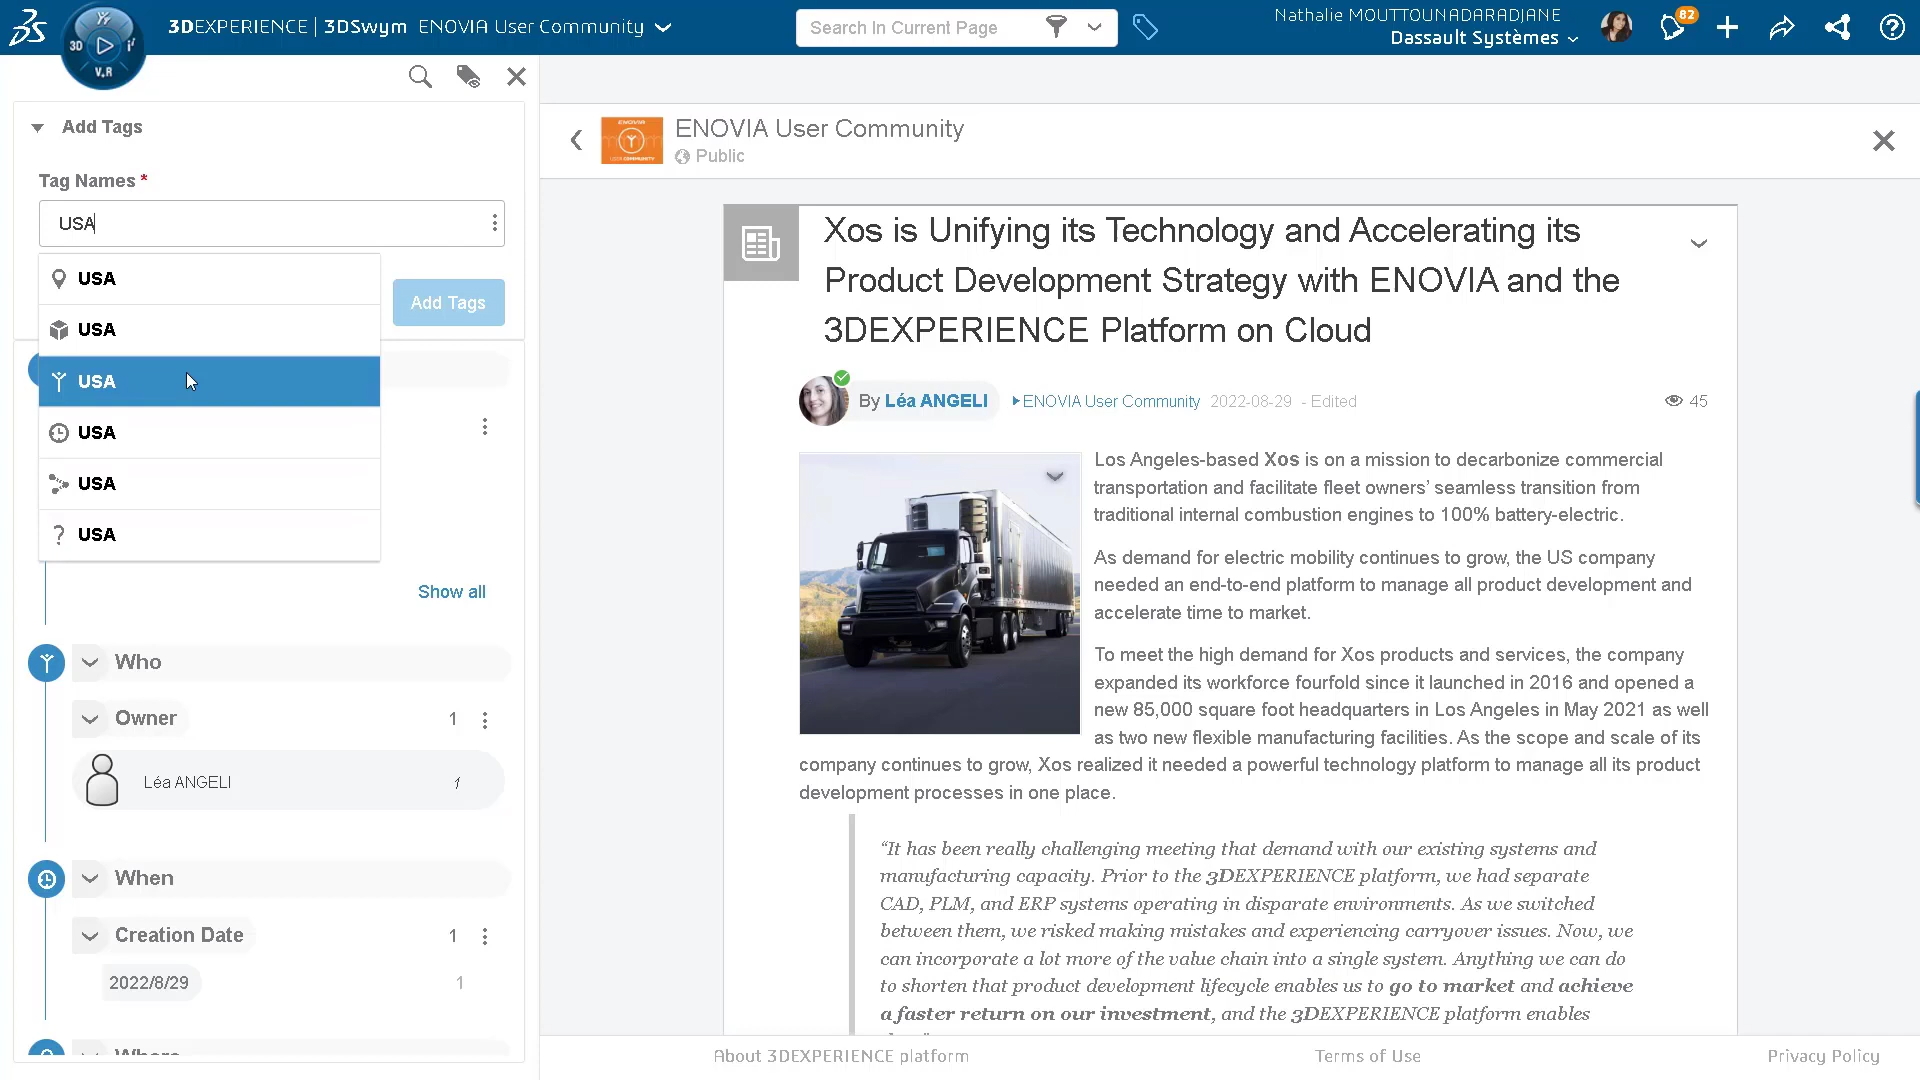 3DEXPERIENCE | 3DSwym ENOVIA User Community
Search In Current Page
Nathalie MOUTTOUNADARADJANE
Dassault Systèmes
82
3D
V.R
Add Tags
Tag Names *
USA
USA
USA
USA
USA
USA
USA
Add Tags
Show all
Who
Owner 1
Léa ANGELI 1
When
Creation Date 1
2022/8/29 1
Where
ENOVIA User Community
Public
Xos is Unifying its Technology and Accelerating its
Product Development Strategy with ENOVIA and the
3DEXPERIENCE Platform on Cloud
By Léa ANGELI ENOVIA User Community 2022-08-29 - Edited 45
Los Angeles-based Xos is on a mission to decarbonize commercial
transportation and facilitate fleet owners’ seamless transition from
traditional internal combustion engines to 100% battery-electric.
As demand for electric mobility continues to grow, the US company
needed an end-to-end platform to manage all product development and
accelerate time to market.
To meet the high demand for Xos products and services, the company
expanded its workforce fourfold since it launched in 2016 and opened a
new 85,000 square foot headquarters in Los Angeles in May 2021 as well
as two new flexible manufacturing facilities. As the scope and scale of its
company continues to grow, Xos realized it needed a powerful technology platform to manage all its product
development processes in one place.
“It has been really challenging meeting that demand with our existing systems and
manufacturing capacity. Prior to the 3DEXPERIENCE platform, we had separate
CAD, PLM, and ERP systems operating in disparate environments. As we switched
between them, we risked making mistakes and experiencing carryover issues. Now, we
can incorporate a lot more of the value chain into a single system. Anything we can do
to shorten that product development lifecycle enables us to go to market and achieve
a faster return on our investment, and the 3DEXPERIENCE platform enables
About 3DEXPERIENCE platform
Terms of Use
Privacy Policy